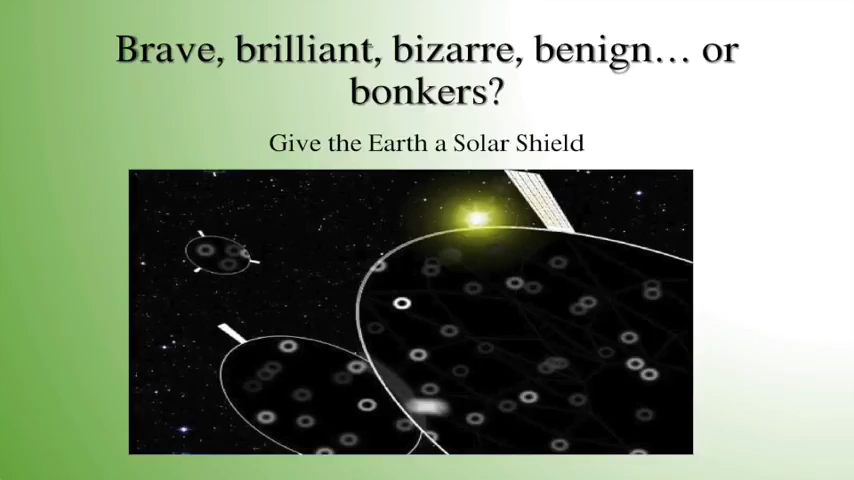 Brave, brilliant, bizarre, benign… or
bonkers?
Give the Earth a Solar Shield